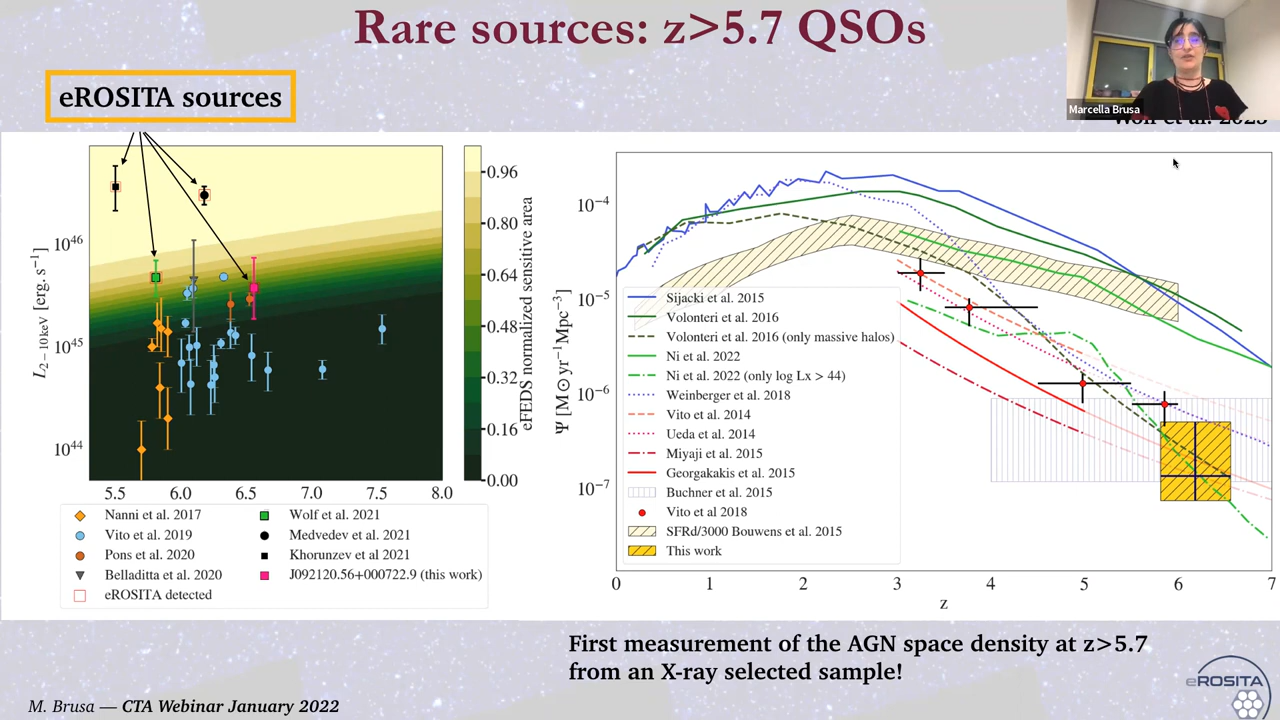 Rare sources: z>5.7 QSOs
eROSITA sources
Marcella Brusa
Wolf et al. 2023
L2−10 keV [erg.s−1]
10^46
10^45
10^44
5.5 6.0 6.5 7.0 7.5 8.0
0.96
0.80
0.64
0.48
0.32
0.16
0.00
eFEDS normalized sensitive area
Nanni et al. 2017
Vito et al. 2019
Pons et al. 2020
Belladitta et al. 2020
eROSITA detected
Wolf et al. 2021
Medvedev et al. 2021
Khorunzev et al 2021
J092120.56+000722.9 (this work)
Ψ [M⊙yr−1Mpc−3]
10−4
10−5
10−6
10−7
Sijacki et al. 2015
Volonteri et al. 2016
Volonteri et al. 2016 (only massive halos)
Ni et al. 2022
Ni et al. 2022 (only log Lx > 44)
Weinberger et al. 2018
Vito et al. 2014
Ueda et al. 2014
Miyaji et al. 2015
Georgakakis et al. 2015
Buchner et al. 2015
Vito et al 2018
SFRd/3000 Bouwens et al. 2015
This work
0 1 2 3 4 5 6 7
z
First measurement of the AGN space density at z>5.7
from an X-ray selected sample!
M. Brusa — CTA Webinar January 2022
eROSITA